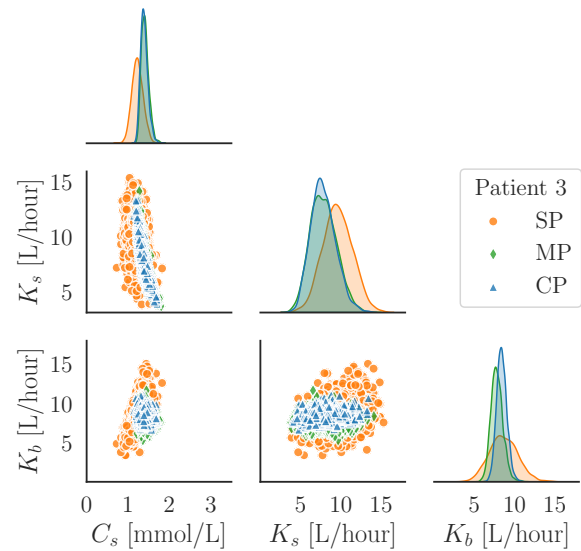 15
10
5
K_s [L/hour]
Patient 3
SP
MP
CP
15
10
5
K_b [L/hour]
0 1 2 3
5 10 15
5 10 15
C_s [mmol/L]
K_s [L/hour]
K_b [L/hour]